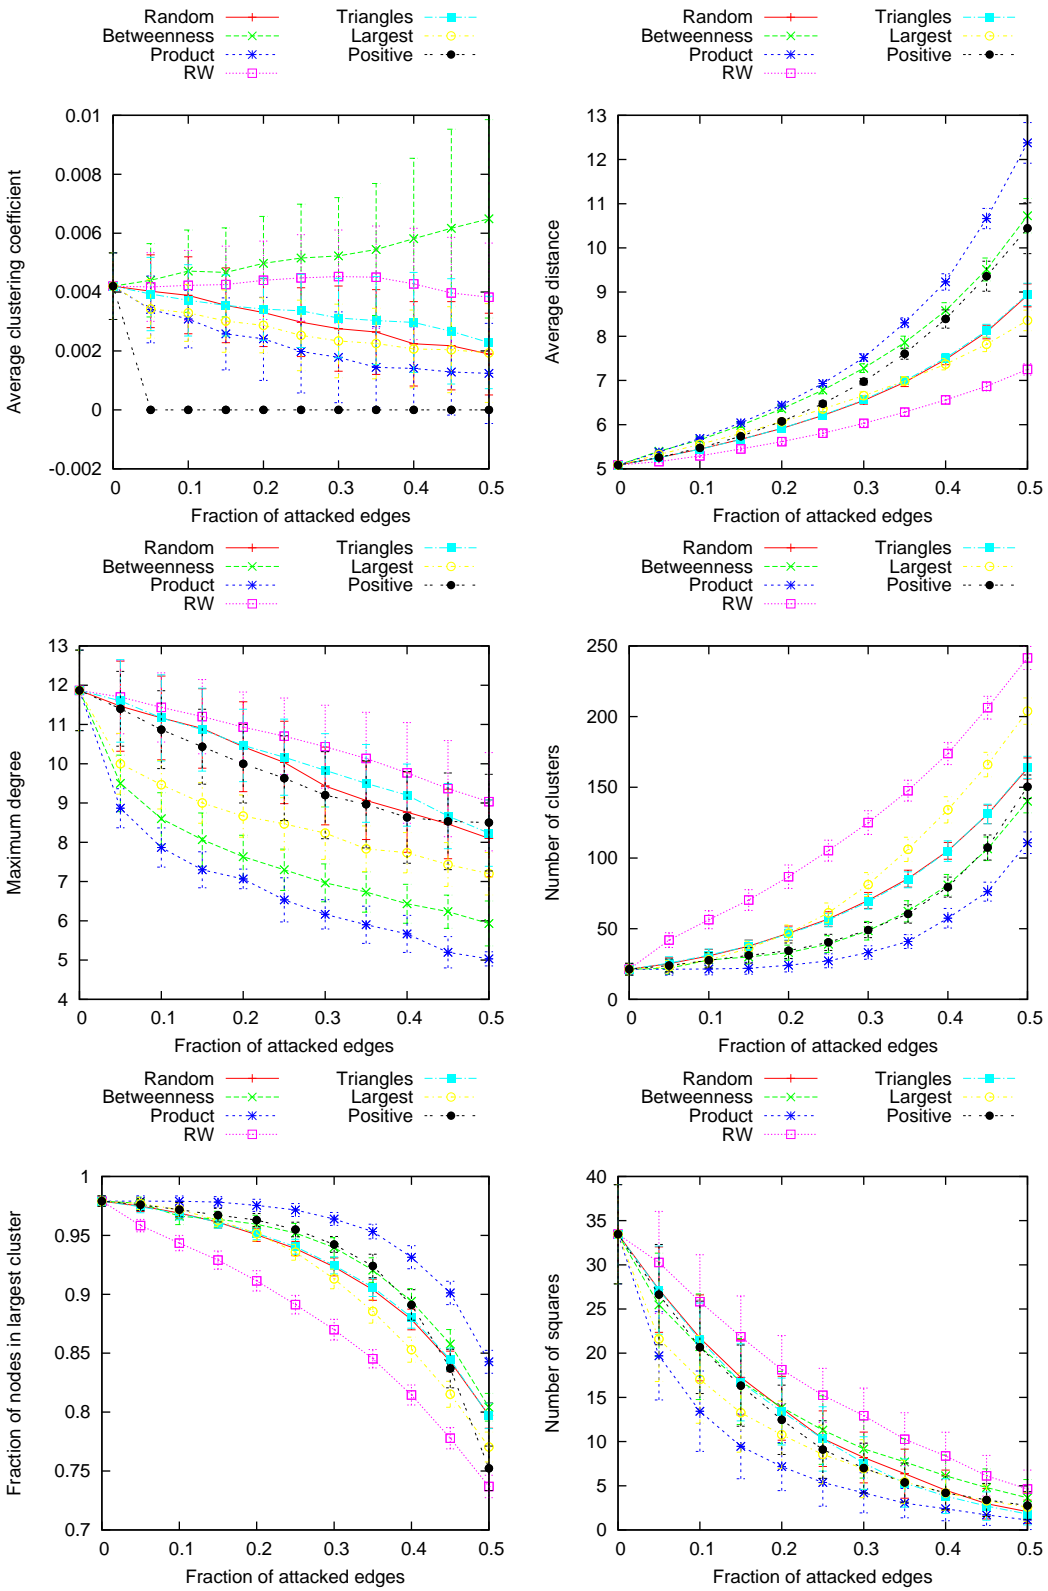 Random
Betweenness
Product
RW
Triangles
Largest
Positive
Average clustering coefficient
0.01
0.008
0.006
0.004
0.002
0
-0.002
0 0.1 0.2 0.3 0.4 0.5
Fraction of attacked edges
Random
Betweenness
Product
RW
Triangles
Largest
Positive
Average distance
13
12
11
10
9
8
7
6
5
0 0.1 0.2 0.3 0.4 0.5
Fraction of attacked edges
Random
Betweenness
Product
RW
Triangles
Largest
Positive
Maximum degree
13
12
11
10
9
8
7
6
5
4
0 0.1 0.2 0.3 0.4 0.5
Fraction of attacked edges
Random
Betweenness
Product
RW
Triangles
Largest
Positive
Number of clusters
250
200
150
100
50
0
0 0.1 0.2 0.3 0.4 0.5
Fraction of attacked edges
Random
Betweenness
Product
RW
Triangles
Largest
Positive
Fraction of nodes in largest cluster
1
0.95
0.9
0.85
0.8
0.75
0.7
0 0.1 0.2 0.3 0.4 0.5
Fraction of attacked edges
Random
Betweenness
Product
RW
Triangles
Largest
Positive
Number of squares
40
35
30
25
20
15
10
5
0
0 0.1 0.2 0.3 0.4 0.5
Fraction of attacked edges